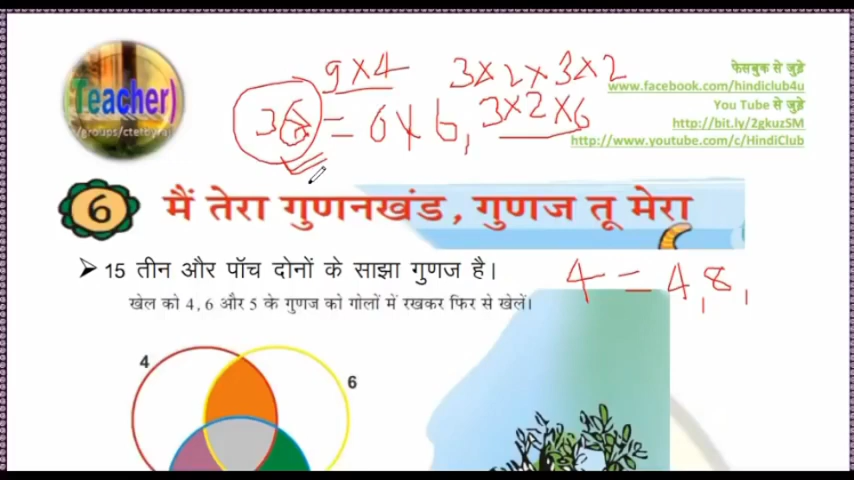 Teacher)
/groups/ctetbyraj
9×4
3×2×3×2
36 = 6×6, 3×2×6
फेसबुक से जुड़े
www.facebook.com/hindiclub4u
You Tube से जुड़े
http://bit.ly/2gkuzSM
http://www.youtube.com/c/HindiClub
6 मैं तेरा गुणनखंड, गुणज तू मेरा
➢ 15 तीन और पॉच दोनों के साझा गुणज है।
4 = 4,8,
खेल को 4, 6 और 5 के गुणज को गोलों में रखकर फिर से खेलें।
4
6